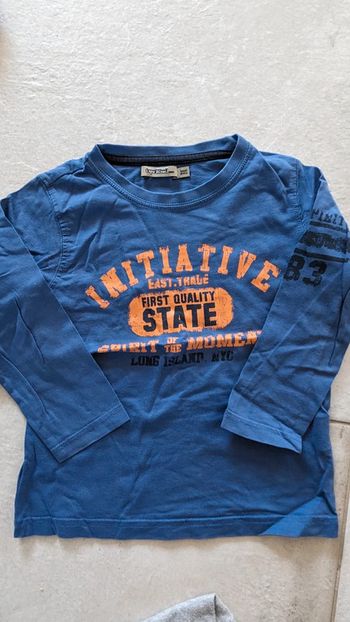 INITIATIVE
EAST.TRADE
FIRST QUALITY
STATE
SPIRIT OF THE MOMENT
LONG ISLAND, NYC
83